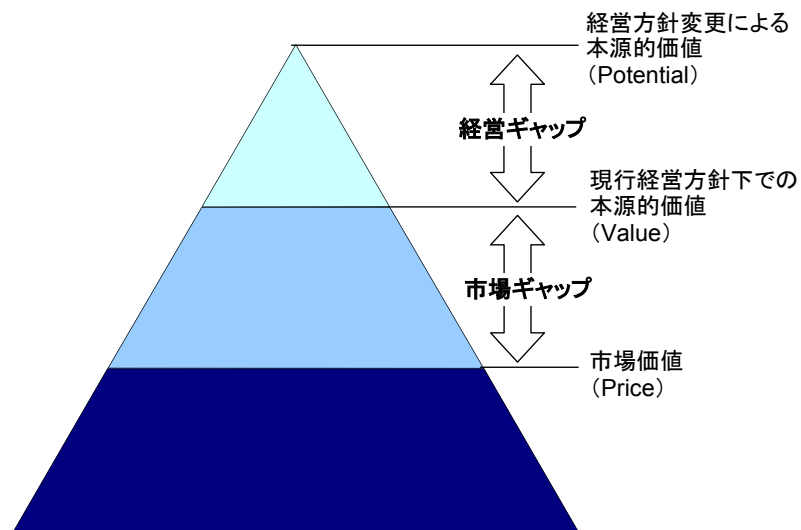 経営方針変更による
本源的価値
（Potential）
経営ギャップ
現行経営方針下での
本源的価値
（Value）
市場ギャップ
市場価値
（Price）